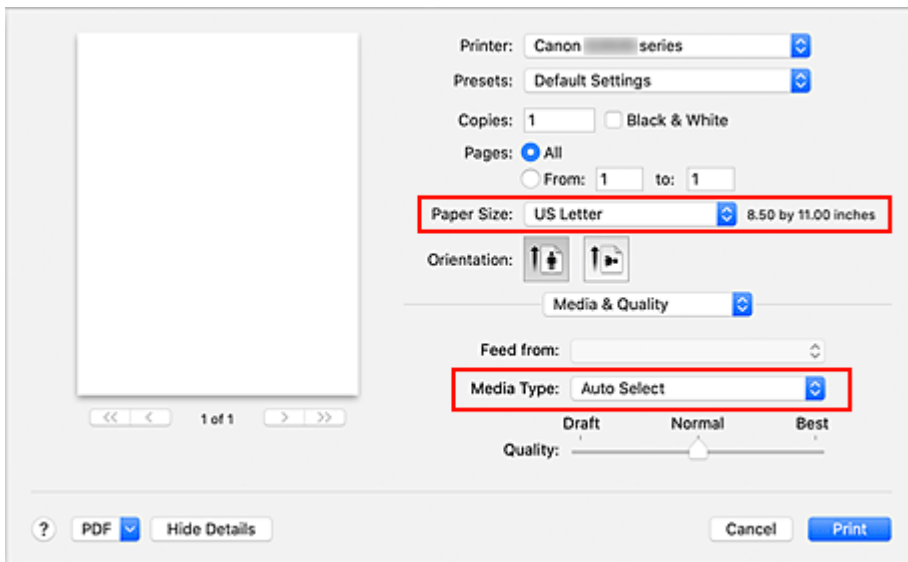 Printer: Canon series
Presets: Default Settings
Copies: 1 Black & White
Pages: All
From: 1 to: 1
Paper Size: US Letter 8.50 by 11.00 inches
Orientation:
Media & Quality
Feed from:
Media Type: Auto Select
<< < 1 of 1 > >>
Draft Normal Best
Quality:
? PDF Hide Details Cancel Print